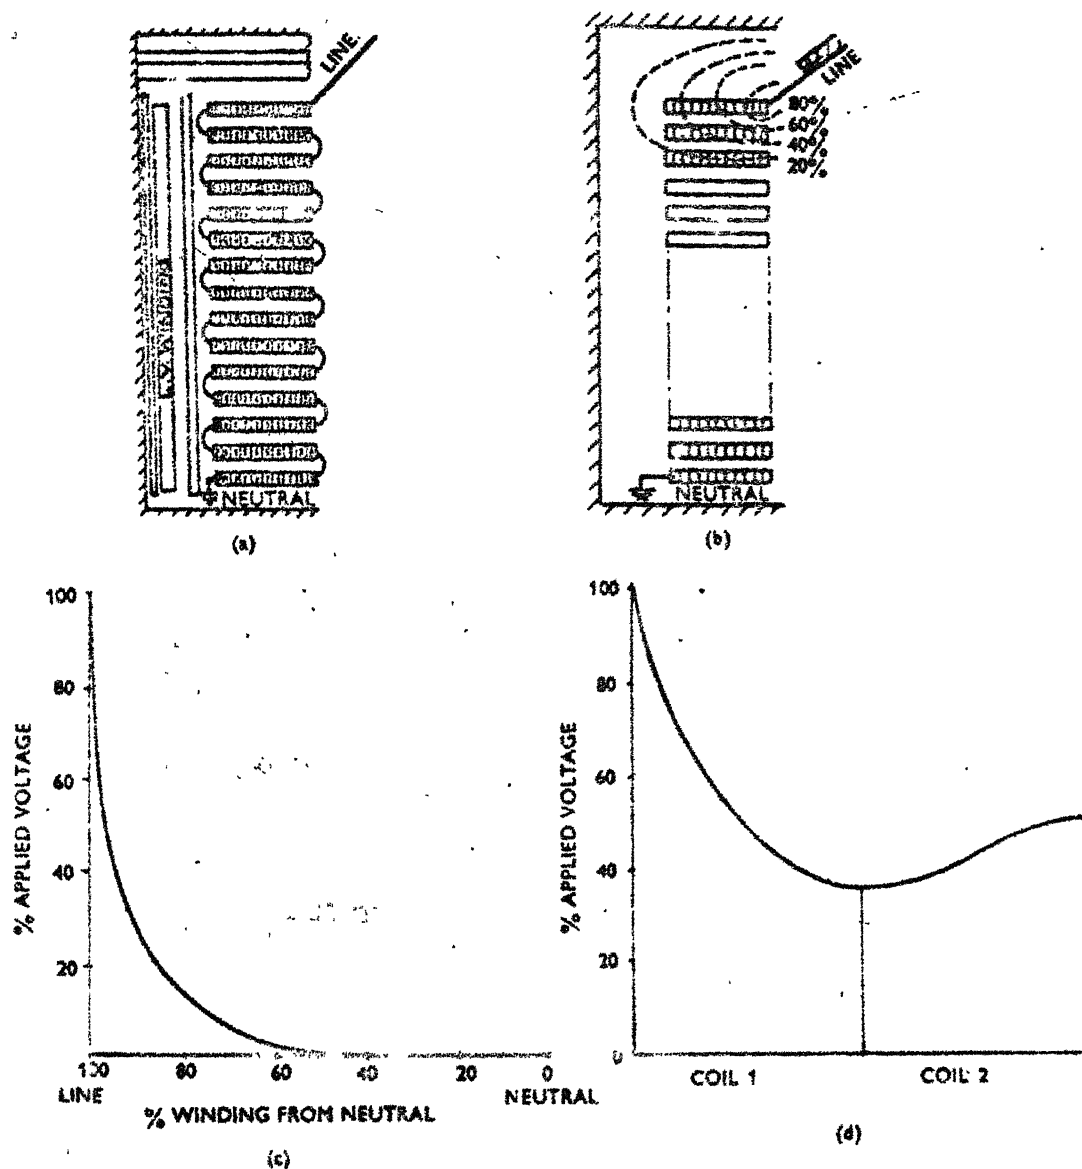 LINE.
NEUTRAL
(a)
LINE
80%
60%
40%
20%
NEUTRAL
(b)
100
80
60
40
20
% APPLIED VOLTAGE
100 80 60 40 20 0
LINE
NEUTRAL
% WINDING FROM NEUTRAL
(c)
100
80
60
40
20
0
% APPLIED VOLTAGE
COIL 1
COIL 2
(d)